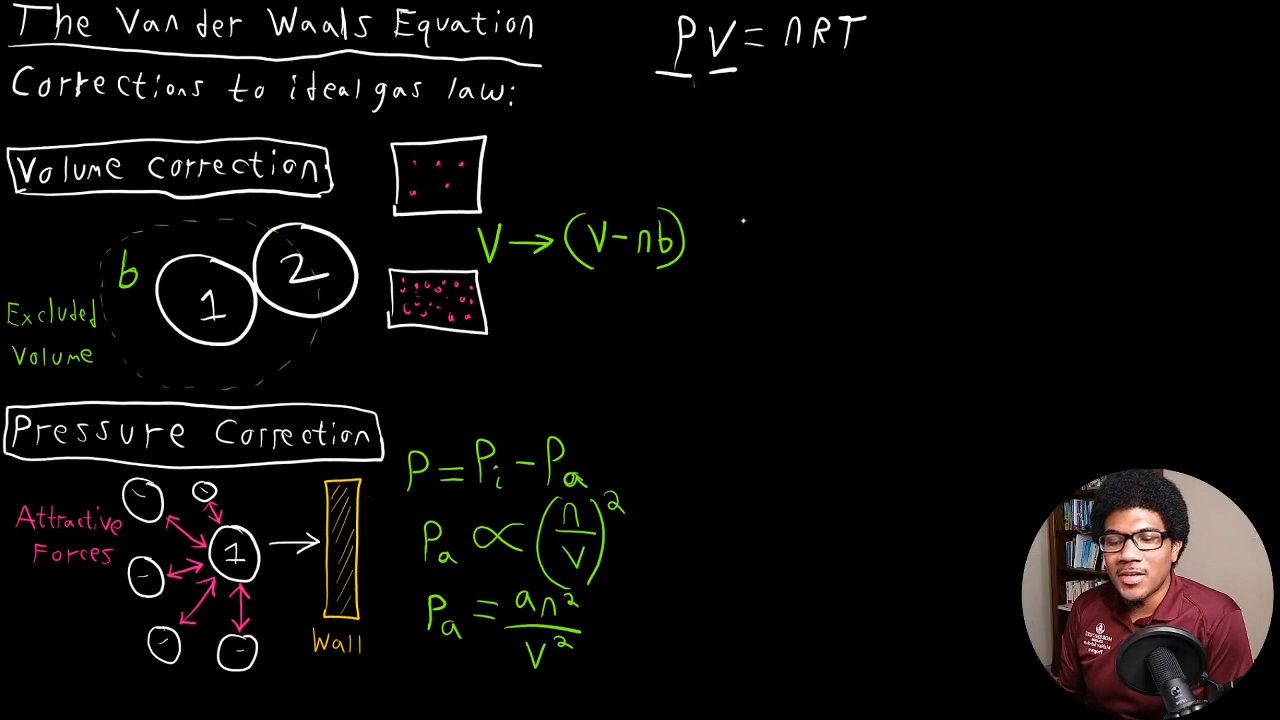 The Van der Waals Equation
PV = nRT
Corrections to ideal gas law:
Volume correction
b
1
2
Excluded
Volume
V → (V - nb)
Pressure Correction
Attractive
Forces
1
Wall
P = Pᵢ - Pₐ
Pₐ ∝ (n/V)²
Pₐ = an²/V²